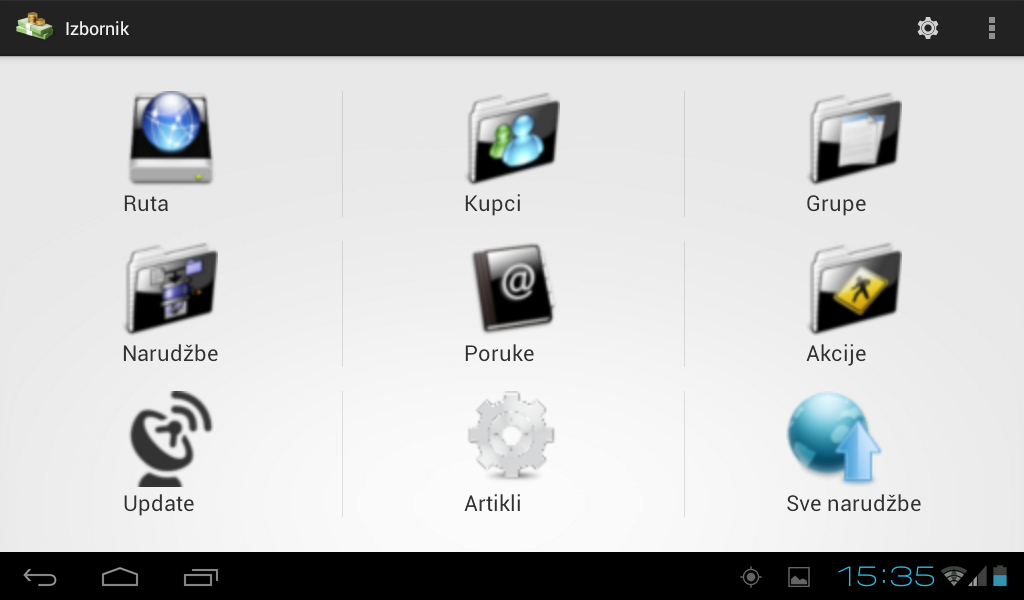 Izbornik
Ruta
Kupci
Grupe
Narudžbe
Poruke
Akcije
Update
Artikli
Sve narudžbe
15:35